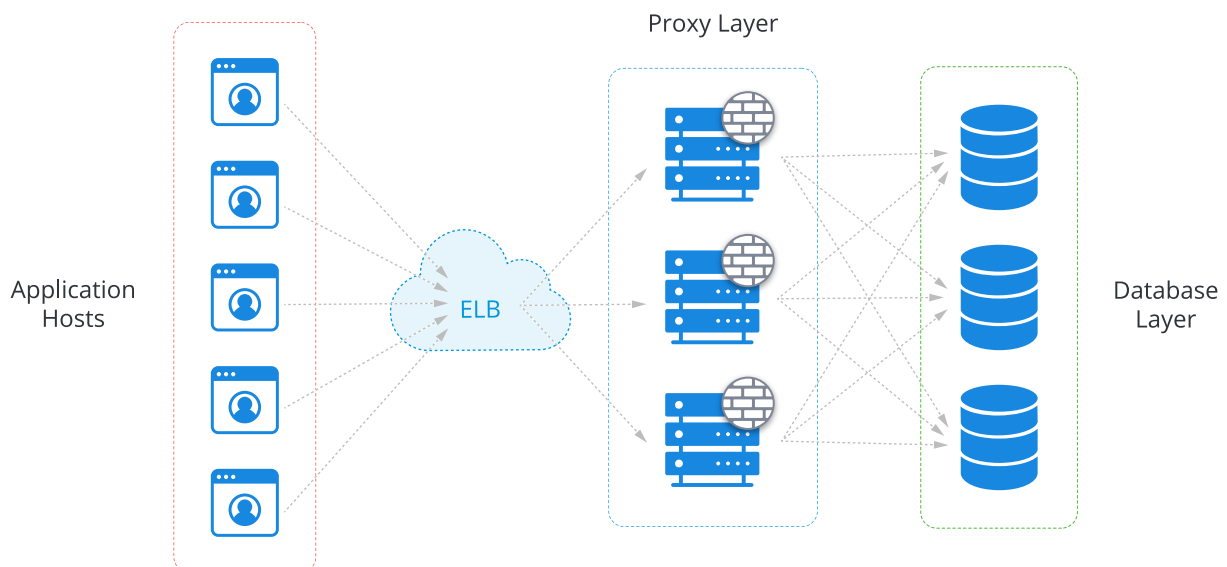 Proxy Layer
Application
Hosts
ELB
Database
Layer